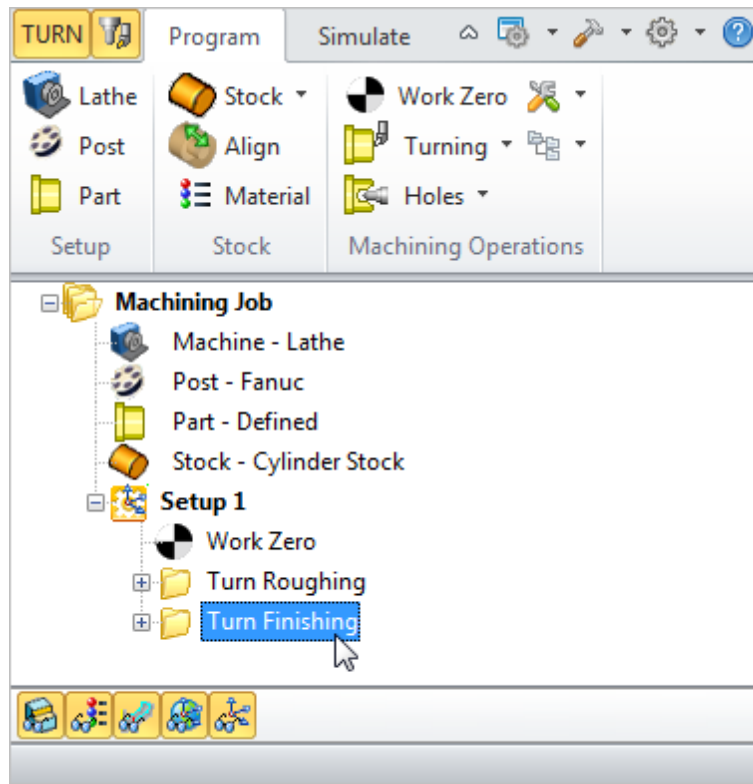 TURN Program Simulate
Lathe Stock Work Zero
Post Align Turning
Part Material Holes
Setup Stock Machining Operations
Machining Job
Machine - Lathe
Post - Fanuc
Part - Defined
Stock - Cylinder Stock
Setup 1
Work Zero
Turn Roughing
Turn Finishing